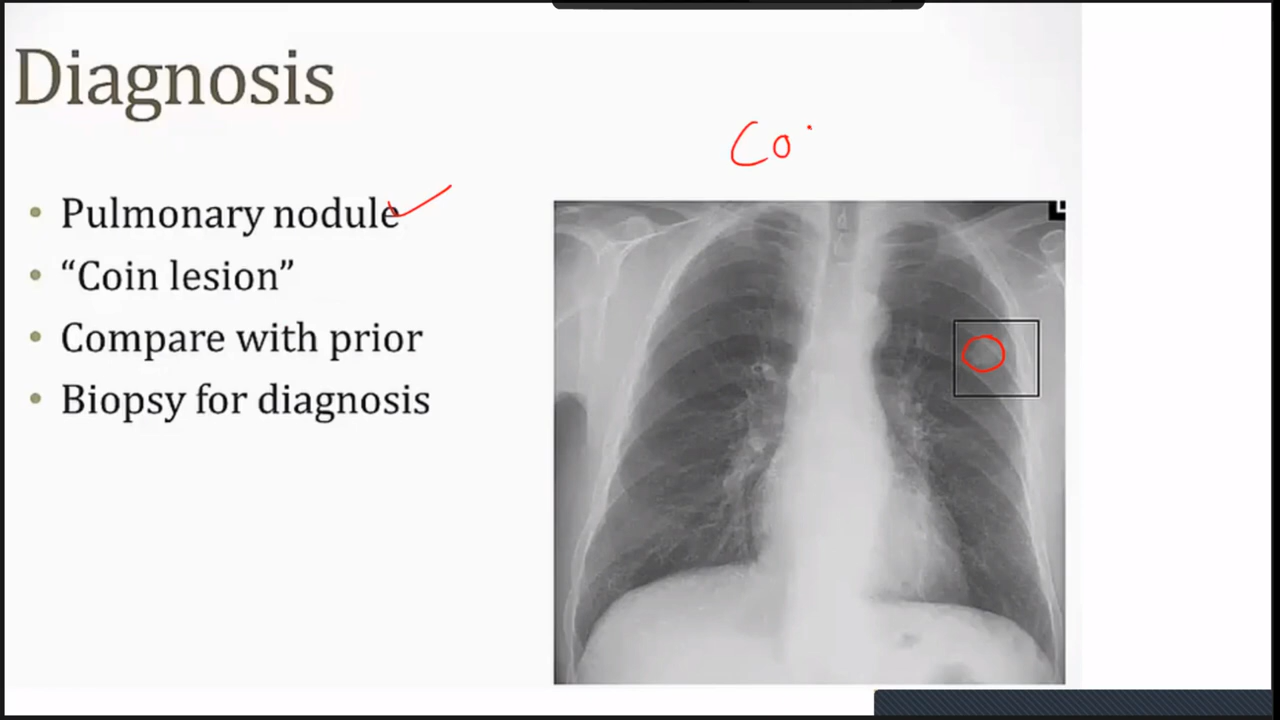 Diagnosis
Co
• Pulmonary nodule
• “Coin lesion”
• Compare with prior
• Biopsy for diagnosis